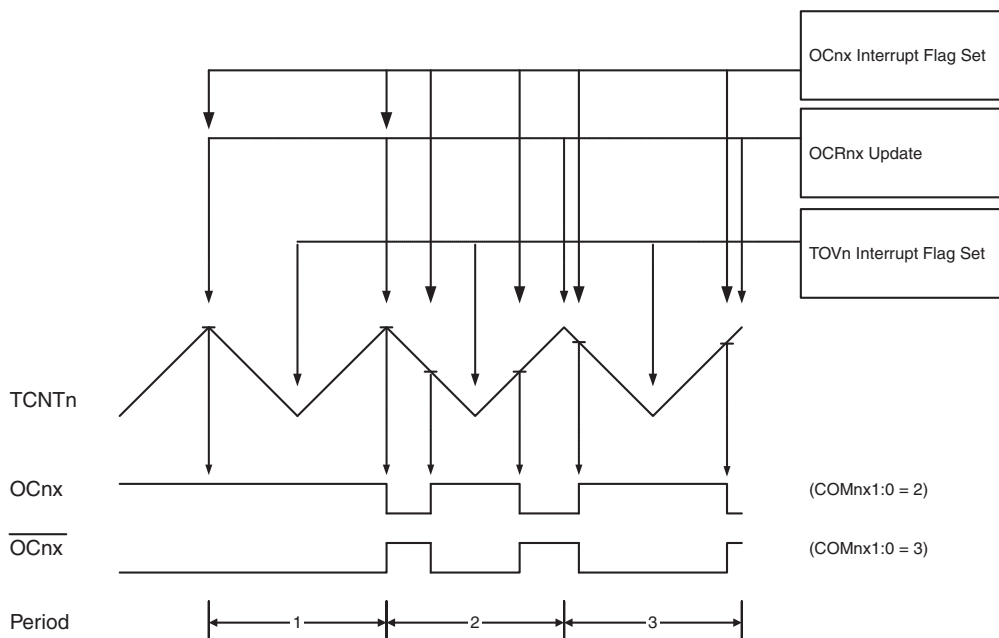 OCnx Interrupt Flag Set
OCRnx Update
TOVn Interrupt Flag Set
TCNTn
OCnx
(COMnx1:0 = 2)
OCnx
(COMnx1:0 = 3)
Period
1
2
3